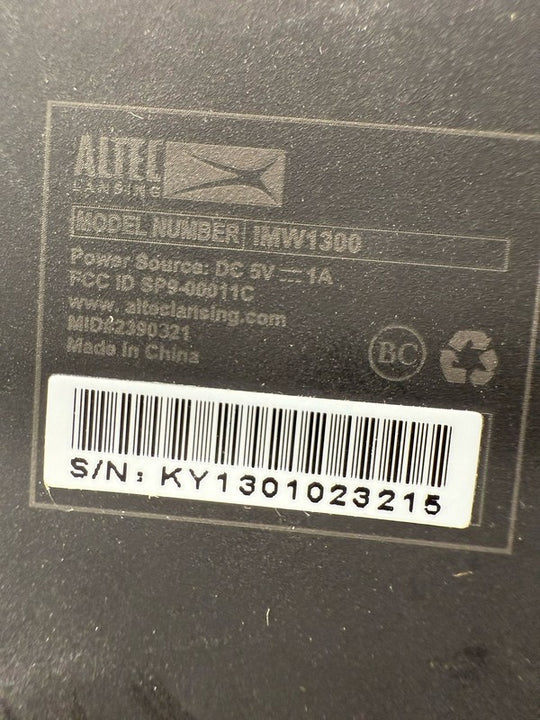 ALTEC
LANSING
MODEL NUMBER IMW1300
Power Source: DC 5V ⎓ 1A
FCC ID SP9-00011C
www.alteclansing.com
MID#2390321
Made In China
BC
S/N: KY1301023215